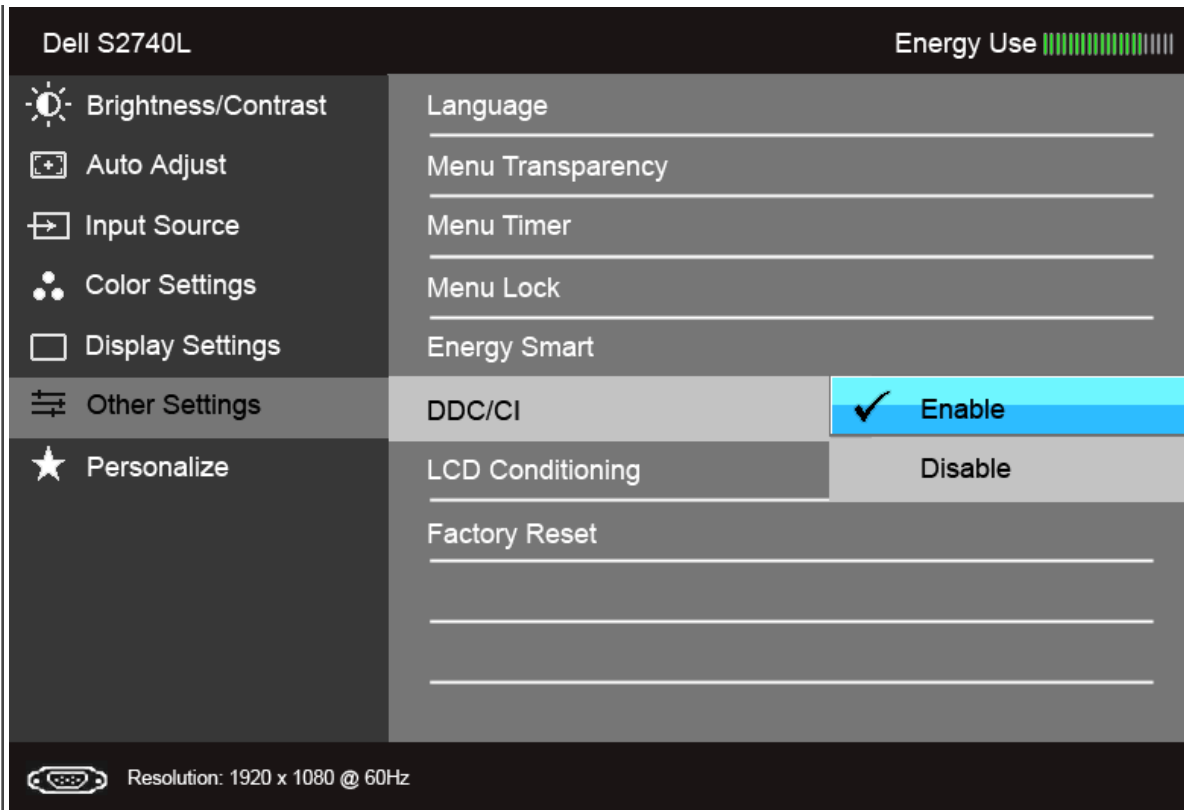 Dell S2740L
Energy Use
Brightness/Contrast
Auto Adjust
Input Source
Color Settings
Display Settings
Other Settings
Personalize
Language
Menu Transparency
Menu Timer
Menu Lock
Energy Smart
DDC/CI
Enable
Disable
LCD Conditioning
Factory Reset
Resolution: 1920 x 1080 @ 60Hz